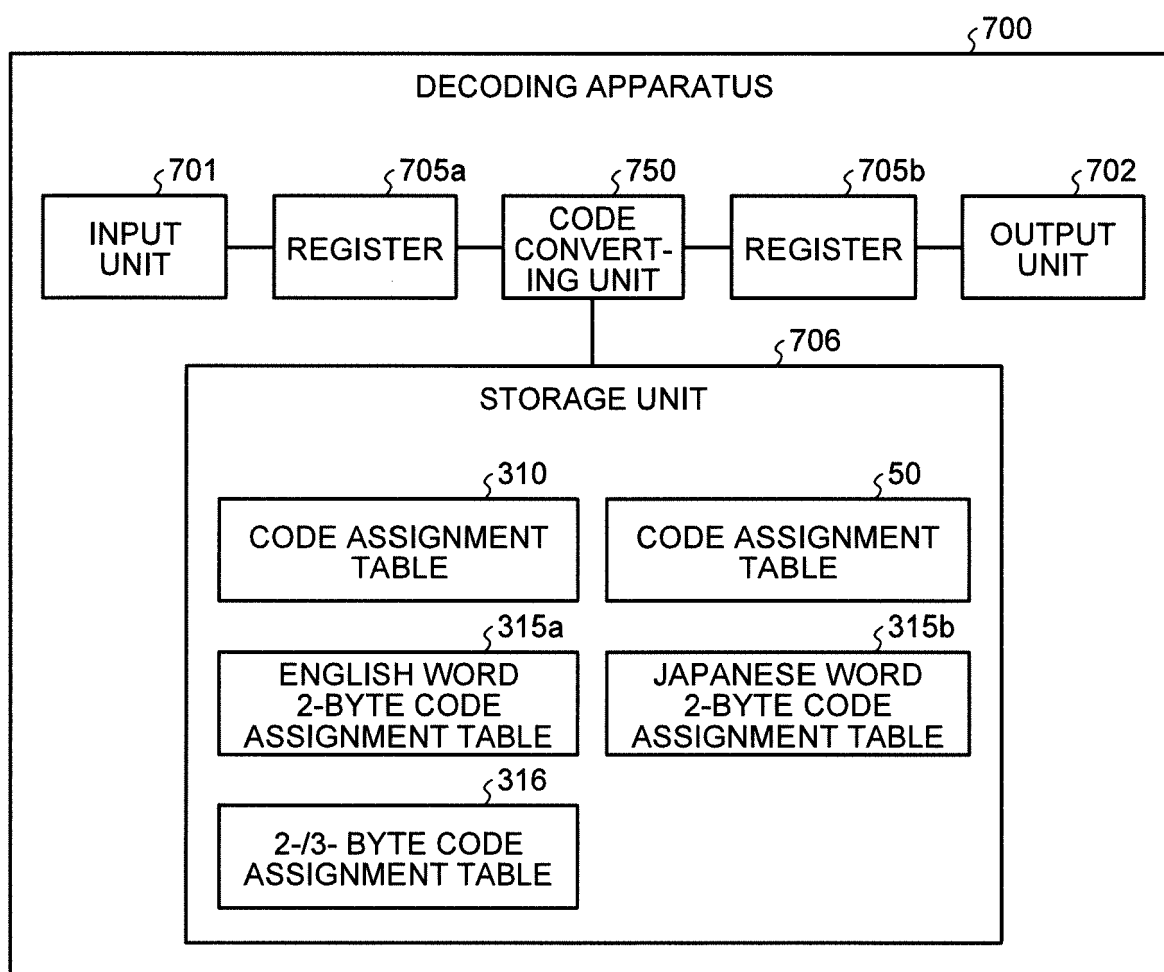 700
DECODING APPARATUS
701
705a
750
705b
702
INPUT
UNIT
REGISTER
CODE
CONVERT-
ING UNIT
REGISTER
OUTPUT
UNIT
706
STORAGE UNIT
310
50
CODE ASSIGNMENT
TABLE
CODE ASSIGNMENT
TABLE
315a
315b
ENGLISH WORD
2-BYTE CODE
ASSIGNMENT TABLE
JAPANESE WORD
2-BYTE CODE
ASSIGNMENT TABLE
316
2-/3- BYTE CODE
ASSIGNMENT TABLE